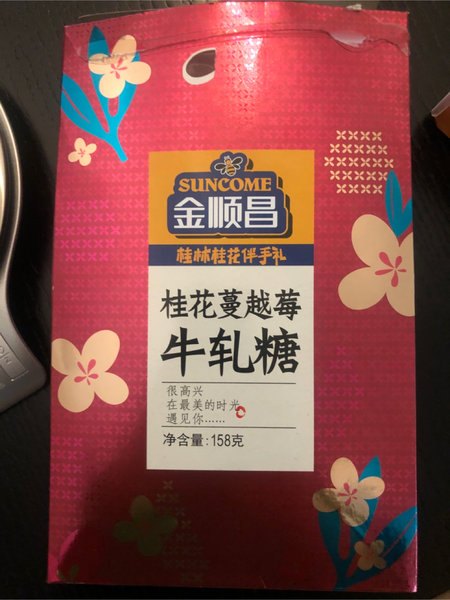 SUNCOME
金顺昌
桂林桂花伴手礼
桂花蔓越莓
牛轧糖
很高兴
在最美的时光
遇见你……
净含量:158克